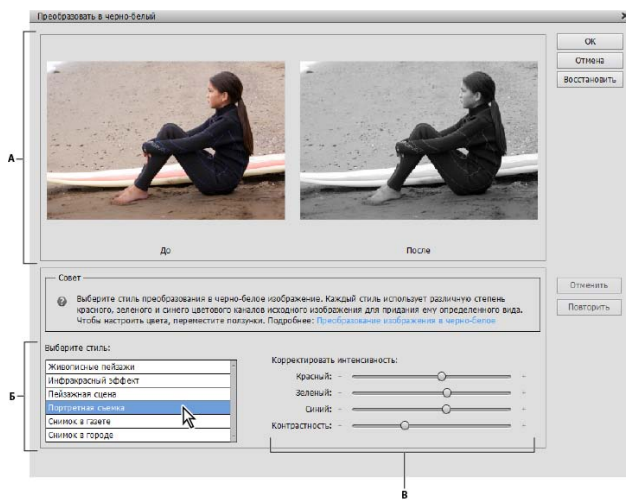 Преобразовать в черно-белый
ОК
Отмена
Восстановить
А
До
После
Совет
Выберите стиль преобразования в черно-белое изображение. Каждый стиль использует различную степень
красного, зеленого и синего цветового каналов исходного изображения для придания ему определенного вида.
Чтобы настроить цвета, переместите ползунки. Подробнее: Преобразование изображения в черно-белое
Отменить
Повторить
Выберите стиль:
Живописные пейзажи
Инфракрасный эффект
Пейзажная сцена
Портретная съемка
Снимок в газете
Снимок в городе
Б
Корректировать интенсивность:
Красный:
Зеленый:
Синий:
Контрастность:
В